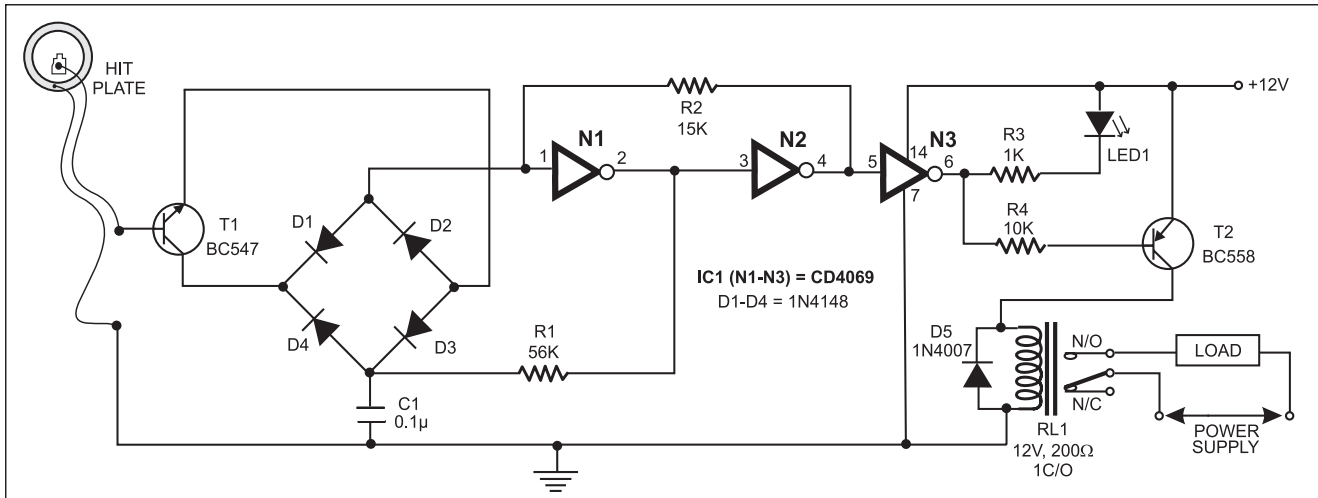 HIT
PLATE
T1
BC547
D1
D2
D4
D3
C1
0.1µ
R1
56K
R2
15K
N1
1
2
N2
3
4
N3
5
14
6
7
IC1 (N1-N3) = CD4069
D1-D4 = 1N4148
R3
1K
LED1
+12V
R4
10K
T2
BC558
D5
1N4007
N/O
N/C
LOAD
RL1
12V, 200Ω
1C/O
POWER
SUPPLY